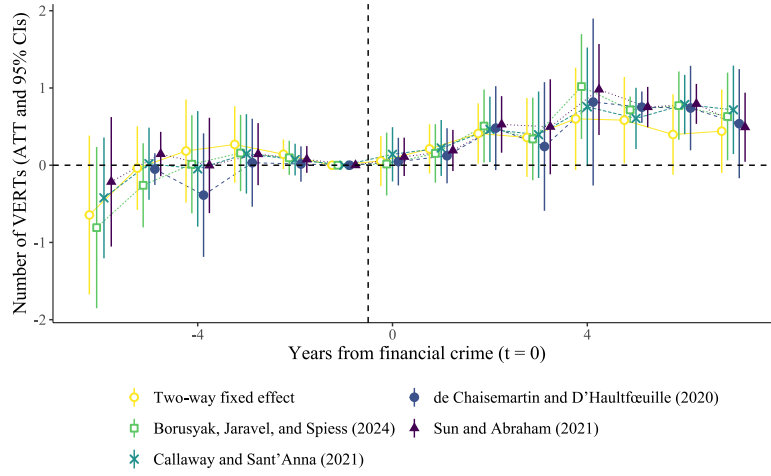 Number of VERTs (ATT and 95% CIs)
2
1
0
-1
-2
-4
0
4
Years from financial crime (t = 0)
Two-way fixed effect
Borusyak, Jaravel, and Spiess (2024)
Callaway and Sant'Anna (2021)
de Chaisemartin and D'Haultfœuille (2020)
Sun and Abraham (2021)